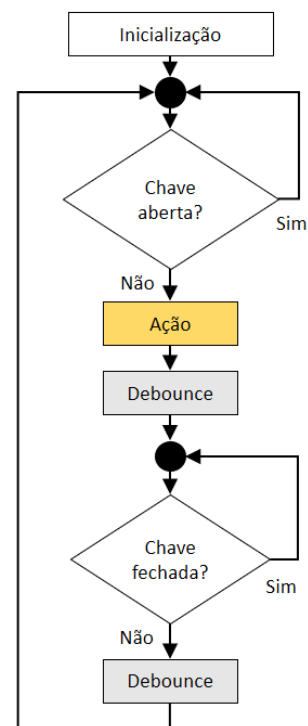 Inicialização
Chave
aberta?
Sim
Não
Ação
Debounce
Chave
fechada?
Sim
Não
Debounce